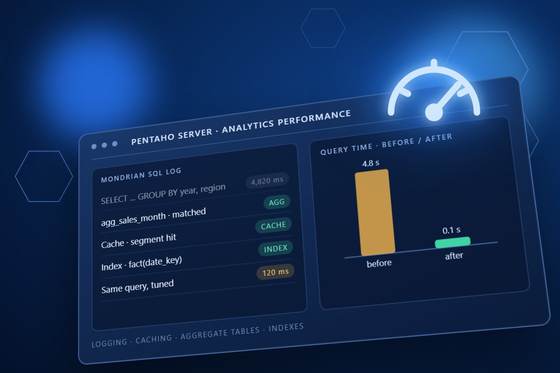 PENTAHO SERVER · ANALYTICS PERFORMANCE
MONDRIAN SQL LOG
SELECT ... GROUP BY year, region
4,820 ms
agg_sales_month · matched
AGG
Cache · segment hit
CACHE
Index · fact(date_key)
INDEX
Same query, tuned
120 ms
QUERY TIME · BEFORE / AFTER
4.8 s
0.1 s
before
after
LOGGING · CACHING · AGGREGATE TABLES · INDEXES